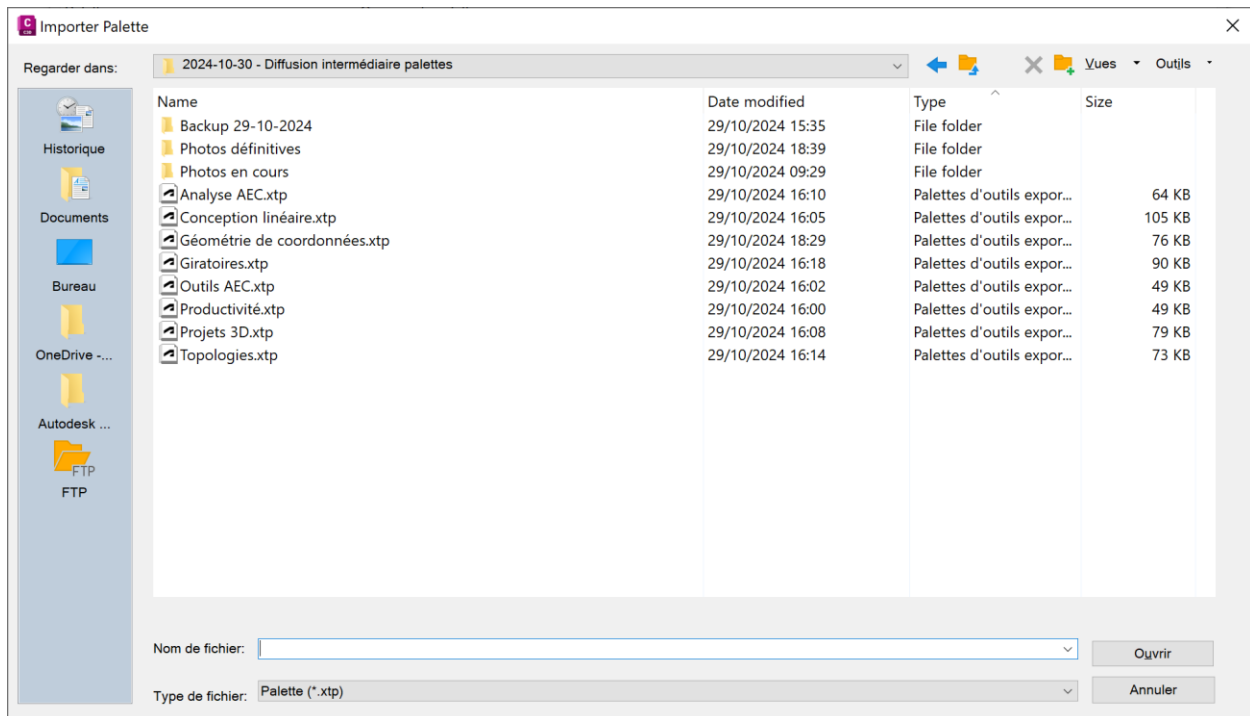 Importer Palette
Regarder dans: 2024-10-30 - Diffusion intermédiaire palettes Vues Outils
Name Date modified Type Size
Backup 29-10-2024 29/10/2024 15:35 File folder
Photos définitives 29/10/2024 18:39 File folder
Photos en cours 29/10/2024 09:29 File folder
Analyse AEC.xtp 29/10/2024 16:10 Palettes d'outils expor... 64 KB
Conception linéaire.xtp 29/10/2024 16:05 Palettes d'outils expor... 105 KB
Géométrie de coordonnées.xtp 29/10/2024 18:29 Palettes d'outils expor... 76 KB
Giratoires.xtp 29/10/2024 16:18 Palettes d'outils expor... 90 KB
Outils AEC.xtp 29/10/2024 16:02 Palettes d'outils expor... 49 KB
Productivité.xtp 29/10/2024 16:00 Palettes d'outils expor... 49 KB
Projets 3D.xtp 29/10/2024 16:08 Palettes d'outils expor... 79 KB
Topologies.xtp 29/10/2024 16:14 Palettes d'outils expor... 73 KB
Historique
Documents
Bureau
OneDrive -...
Autodesk ...
FTP
FTP
Nom de fichier: Ouvrir
Type de fichier: Palette (*.xtp) Annuler